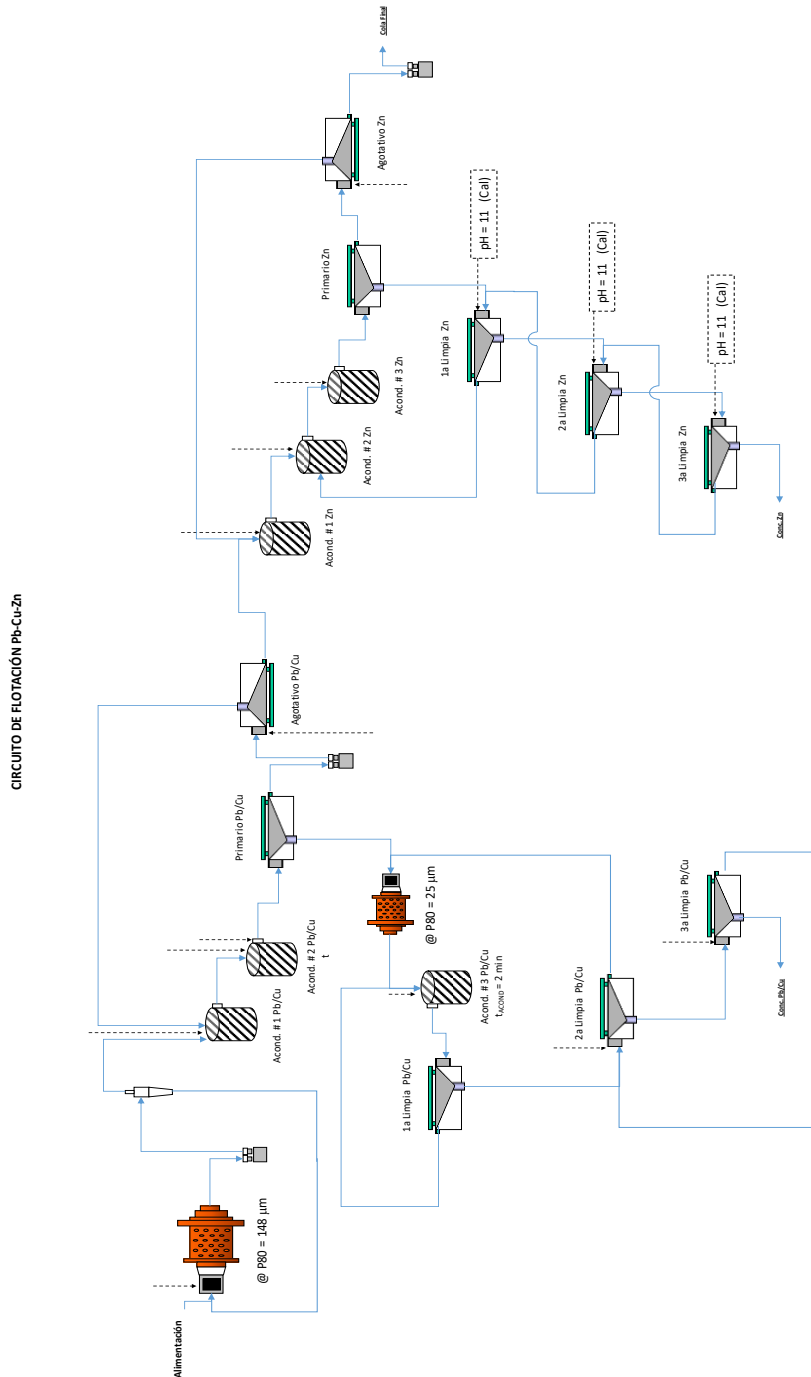 CIRCUITO DE FLOTACIÓN Pb-Cu-Zn
Alimentación
@ P80 = 148 µm
Acond. # 1 Pb/Cu
Acond. # 2 Pb/Cu
t
Primario Pb/Cu
Agotativo Pb/Cu
@ P80 = 25 µm
Acond. # 3 Pb/Cu
tACOND = 2 min
1a Limpia Pb/Cu
2a Limpia Pb/Cu
3a Limpia Pb/Cu
Conc. Pb/Cu
Acond. # 1 Zn
Acond. # 2 Zn
Acond. # 3 Zn
Primario Zn
Agotativo Zn
Cola Final
1a Limpia Zn
pH = 11 (Cal)
2a Limpia Zn
pH = 11 (Cal)
3a Limpia Zn
pH = 11 (Cal)
Conc. Zn